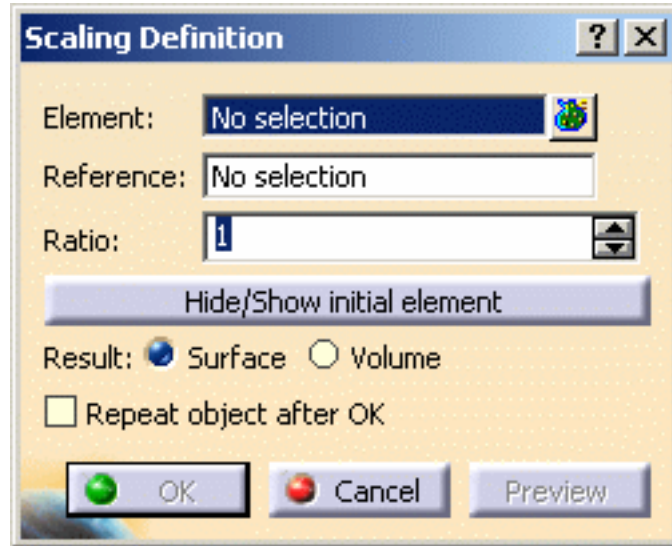 Scaling Definition ? X
Element: No selection
Reference: No selection
Ratio: 1
Hide/Show initial element
Result: Surface Volume
Repeat object after OK
OK Cancel Preview